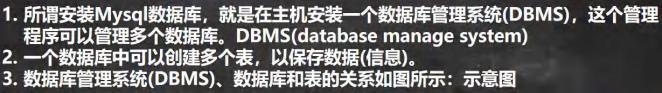 1. 所谓安装Mysql数据库，就是在主机安装一个数据库管理系统(DBMS)，这个管理
程序可以管理多个数据库。DBMS(database manage system)
2. 一个数据库中可以创建多个表，以保存数据(信息)。
3. 数据库管理系统(DBMS)、数据库和表的关系如图所示：示意图